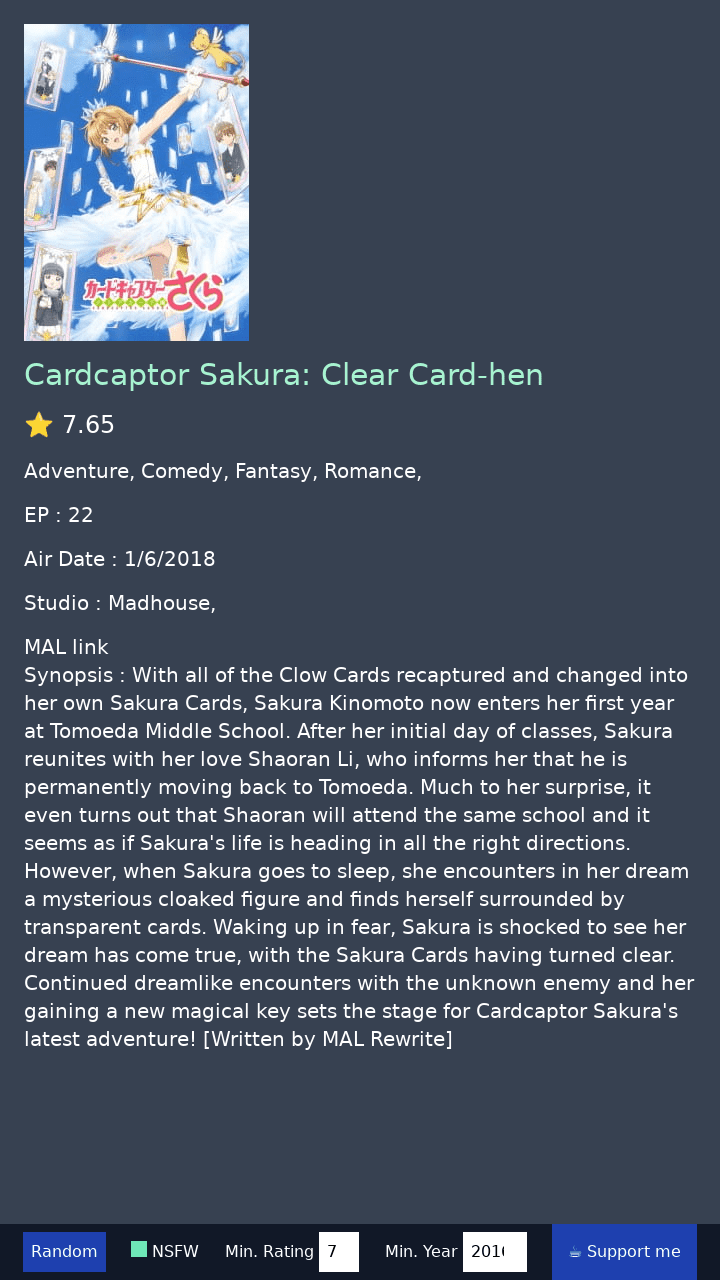 カードキャプター さくら
クリアカード編
Cardcaptor Sakura: Clear Card-hen
⭐ 7.65
Adventure, Comedy, Fantasy, Romance,
EP : 22
Air Date : 1/6/2018
Studio : Madhouse,
MAL link
Synopsis : With all of the Clow Cards recaptured and changed into
her own Sakura Cards, Sakura Kinomoto now enters her first year
at Tomoeda Middle School. After her initial day of classes, Sakura
reunites with her love Shaoran Li, who informs her that he is
permanently moving back to Tomoeda. Much to her surprise, it
even turns out that Shaoran will attend the same school and it
seems as if Sakura's life is heading in all the right directions.
However, when Sakura goes to sleep, she encounters in her dream
a mysterious cloaked figure and finds herself surrounded by
transparent cards. Waking up in fear, Sakura is shocked to see her
dream has come true, with the Sakura Cards having turned clear.
Continued dreamlike encounters with the unknown enemy and her
gaining a new magical key sets the stage for Cardcaptor Sakura's
latest adventure! [Written by MAL Rewrite]
Random NSFW Min. Rating 7 Min. Year ☕ Support me